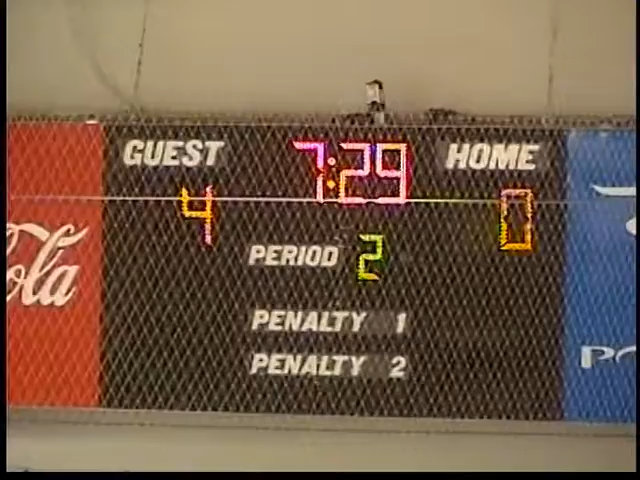 GUEST 7:29 HOME
4 0
PERIOD 2
PENALTY 1
PENALTY 2
Cola